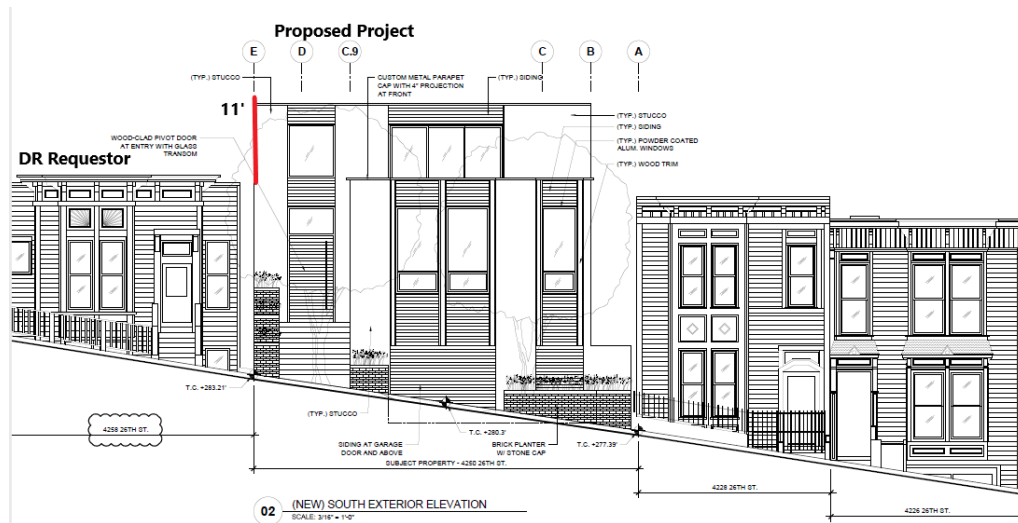 Proposed Project
E
D
C.9
C
B
A
(TYP.) STUCCO
CUSTOM METAL PARAPET
CAP WITH 4" PROJECTION
AT FRONT
(TYP.) SIDING
11'
(TYP.) STUCCO
(TYP.) SIDING
(TYP.) POWDER COATED
ALUM. WINDOWS
(TYP.) WOOD TRIM
WOOD-CLAD PIVOT DOOR
AT ENTRY WITH GLASS
TRANSOM
DR Requestor
T.C. +283.21'
(TYP.) STUCCO
T.C. +280.3'
T.C. +277.39'
4258 26TH ST.
SIDING AT GARAGE
DOOR AND ABOVE
BRICK PLANTER
W/ STONE CAP
SUBJECT PROPERTY - 4250 26TH ST.
4228 26TH ST.
4226 26TH ST.
02
(NEW) SOUTH EXTERIOR ELEVATION
SCALE: 3/16" = 1'-0"